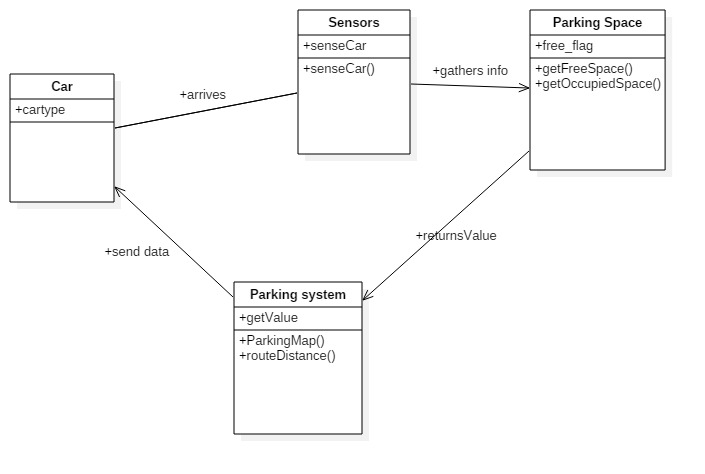 Sensors
+senseCar
+senseCar()
Parking Space
+free_flag
+getFreeSpace()
+getOccupiedSpace()
+gathers info
Car
+cartype
+arrives
+returnsValue
+send data
Parking system
+getValue
+ParkingMap()
+routeDistance()